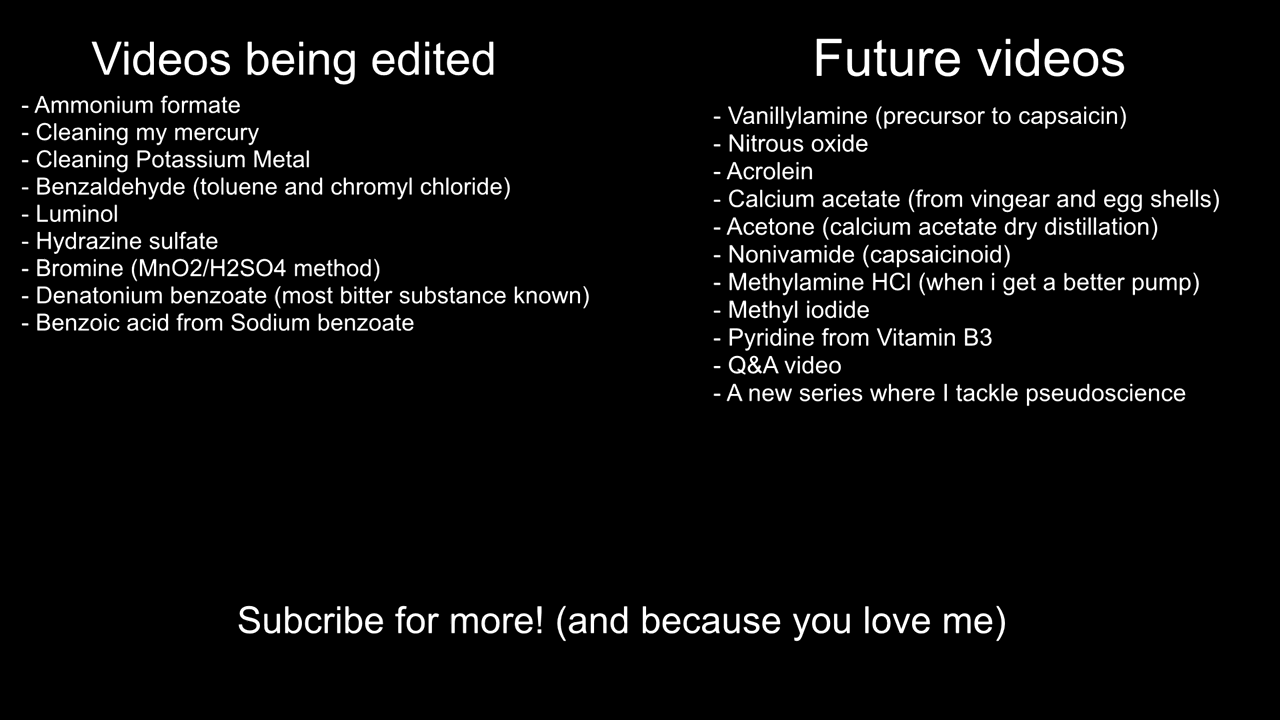 Videos being edited
- Ammonium formate
- Cleaning my mercury
- Cleaning Potassium Metal
- Benzaldehyde (toluene and chromyl chloride)
- Luminol
- Hydrazine sulfate
- Bromine (MnO2/H2SO4 method)
- Denatonium benzoate (most bitter substance known)
- Benzoic acid from Sodium benzoate
Future videos
- Vanillylamine (precursor to capsaicin)
- Nitrous oxide
- Acrolein
- Calcium acetate (from vingear and egg shells)
- Acetone (calcium acetate dry distillation)
- Nonivamide (capsaicinoid)
- Methylamine HCl (when i get a better pump)
- Methyl iodide
- Pyridine from Vitamin B3
- Q&A video
- A new series where I tackle pseudoscience
Subcribe for more! (and because you love me)